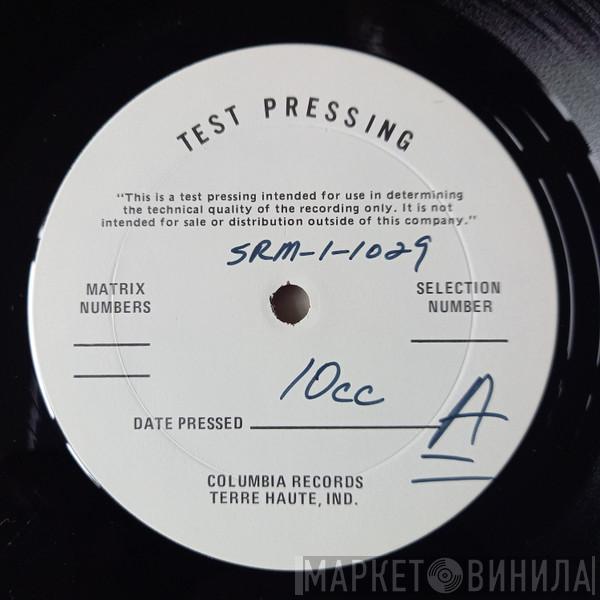 TEST PRESSING
"This is a test pressing intended for use in determining
the technical quality of the recording only. It is not
intended for sale or distribution outside of this company."
SRM-1-1029
MATRIX
NUMBERS
SELECTION
NUMBER
10cc
DATE PRESSED
A
COLUMBIA RECORDS
TERRE HAUTE, IND.
МАРКЕТ ВИНИЛА